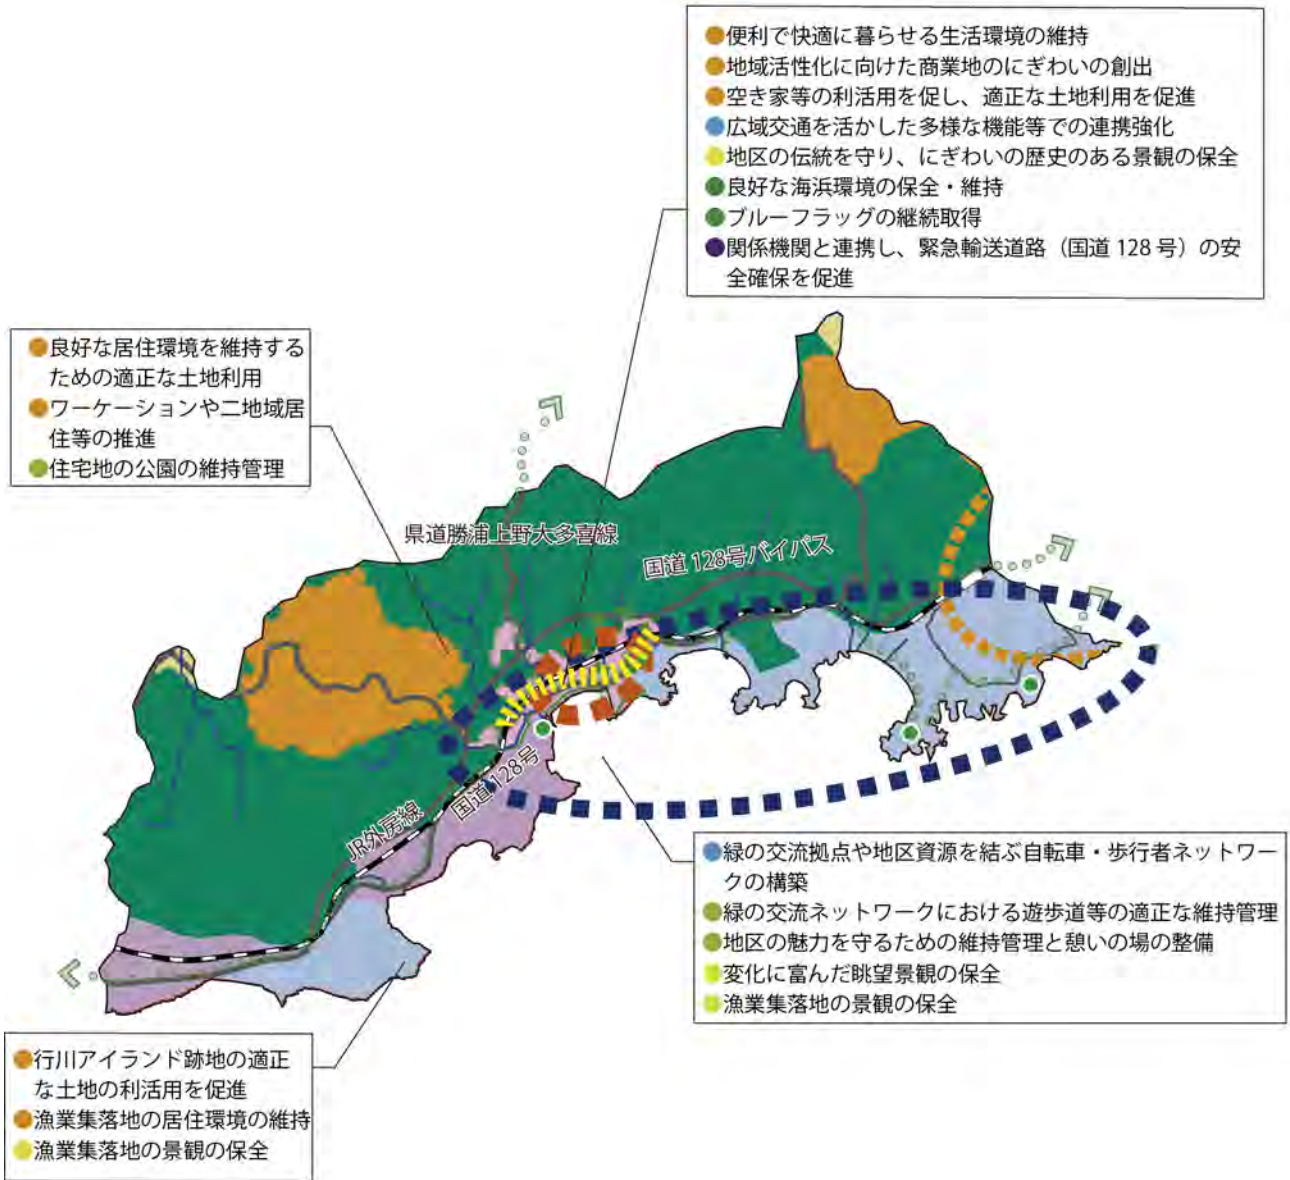 便利で快適に暮らせる生活環境の維持
地域活性化に向けた商業地のにぎわいの創出
空き家等の利活用を促し、適正な土地利用を促進
広域交通を活かした多様な機能等での連携強化
地区の伝統を守り、にぎわいの歴史のある景観の保全
良好な海浜環境の保全・維持
ブルーフラッグの継続取得
関係機関と連携し、緊急輸送道路（国道 128 号）の安
全確保を促進
良好な居住環境を維持する
ための適正な土地利用
ワーケーションや二地域居
住等の推進
住宅地の公園の維持管理
県道勝浦上野大多喜線
国道 128号バイパス
国道 128号
JR外房線
緑の交流拠点や地区資源を結ぶ自転車・歩行者ネットワー
クの構築
緑の交流ネットワークにおける遊歩道等の適正な維持管理
地区の魅力を守るための維持管理と憩いの場の整備
変化に富んだ眺望景観の保全
漁業集落地の景観の保全
行川アイランド跡地の適正
な土地の利活用を促進
漁業集落地の居住環境の維持
漁業集落地の景観の保全